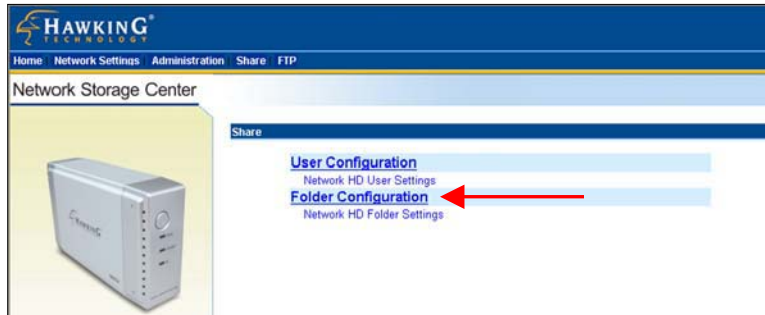 HAWKING
TECHNOLOGY
Home Network Settings Administration Share FTP
Network Storage Center
Share
User Configuration
Network HD User Settings
Folder Configuration
Network HD Folder Settings
HAWKING